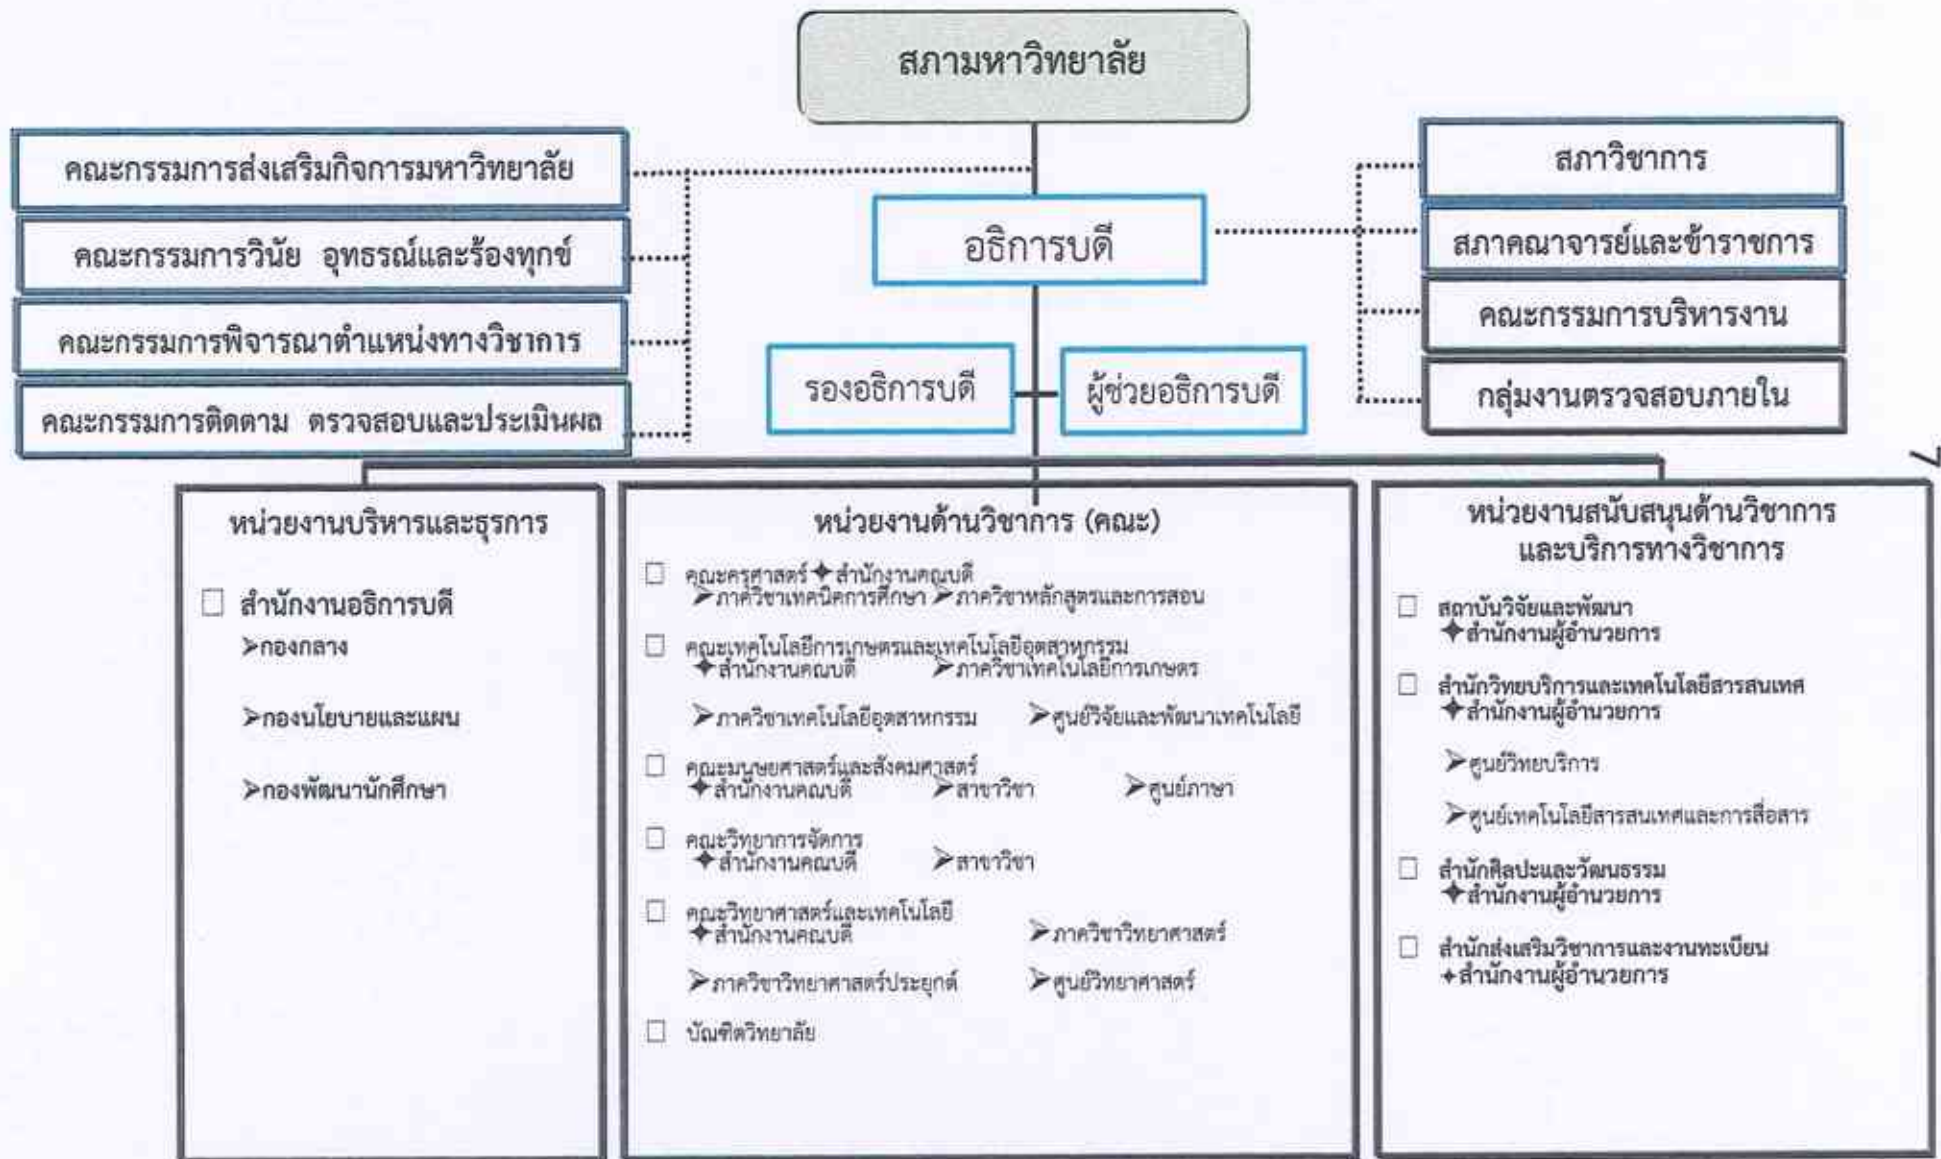 สภามหาวิทยาลัย
คณะกรรมการส่งเสริมกิจการมหาวิทยาลัย
คณะกรรมการวินัย อุทธรณ์และร้องทุกข์
คณะกรรมการพิจารณาตำแหน่งทางวิชาการ
คณะกรรมการติดตาม ตรวจสอบและประเมินผล
อธิการบดี
รองอธิการบดี
ผู้ช่วยอธิการบดี
สภาวิชาการ
สภาคณาจารย์และข้าราชการ
คณะกรรมการบริหารงาน
กลุ่มงานตรวจสอบภายใน
7
หน่วยงานบริหารและธุรการ
☐ สำนักงานอธิการบดี
➢กองกลาง
➢กองนโยบายและแผน
➢กองพัฒนานักศึกษา
หน่วยงานด้านวิชาการ (คณะ)
☐ คณะครุศาสตร์ ✦สำนักงานคณบดี
➢ภาควิชาเทคนิคการศึกษา ➢ภาควิชาหลักสูตรและการสอน
☐ คณะเทคโนโลยีการเกษตรและเทคโนโลยีอุตสาหกรรม
✦สำนักงานคณบดี ➢ภาควิชาเทคโนโลยีการเกษตร
➢ภาควิชาเทคโนโลยีอุตสาหกรรม ➢ศูนย์วิจัยและพัฒนาเทคโนโลยี
☐ คณะมนุษยศาสตร์และสังคมศาสตร์
✦สำนักงานคณบดี ➢สาขาวิชา ➢ศูนย์ภาษา
☐ คณะวิทยาการจัดการ
✦สำนักงานคณบดี ➢สาขาวิชา
☐ คณะวิทยาศาสตร์และเทคโนโลยี
✦สำนักงานคณบดี ➢ภาควิชาวิทยาศาสตร์
➢ภาควิชาวิทยาศาสตร์ประยุกต์ ➢ศูนย์วิทยาศาสตร์
☐ บัณฑิตวิทยาลัย
หน่วยงานสนับสนุนด้านวิชาการ
และบริการทางวิชาการ
☐ สถาบันวิจัยและพัฒนา
✦สำนักงานผู้อำนวยการ
☐ สำนักวิทยบริการและเทคโนโลยีสารสนเทศ
✦สำนักงานผู้อำนวยการ
➢ศูนย์วิทยบริการ
➢ศูนย์เทคโนโลยีสารสนเทศและการสื่อสาร
☐ สำนักศิลปะและวัฒนธรรม
✦สำนักงานผู้อำนวยการ
☐ สำนักส่งเสริมวิชาการและงานทะเบียน
✦สำนักงานผู้อำนวยการ